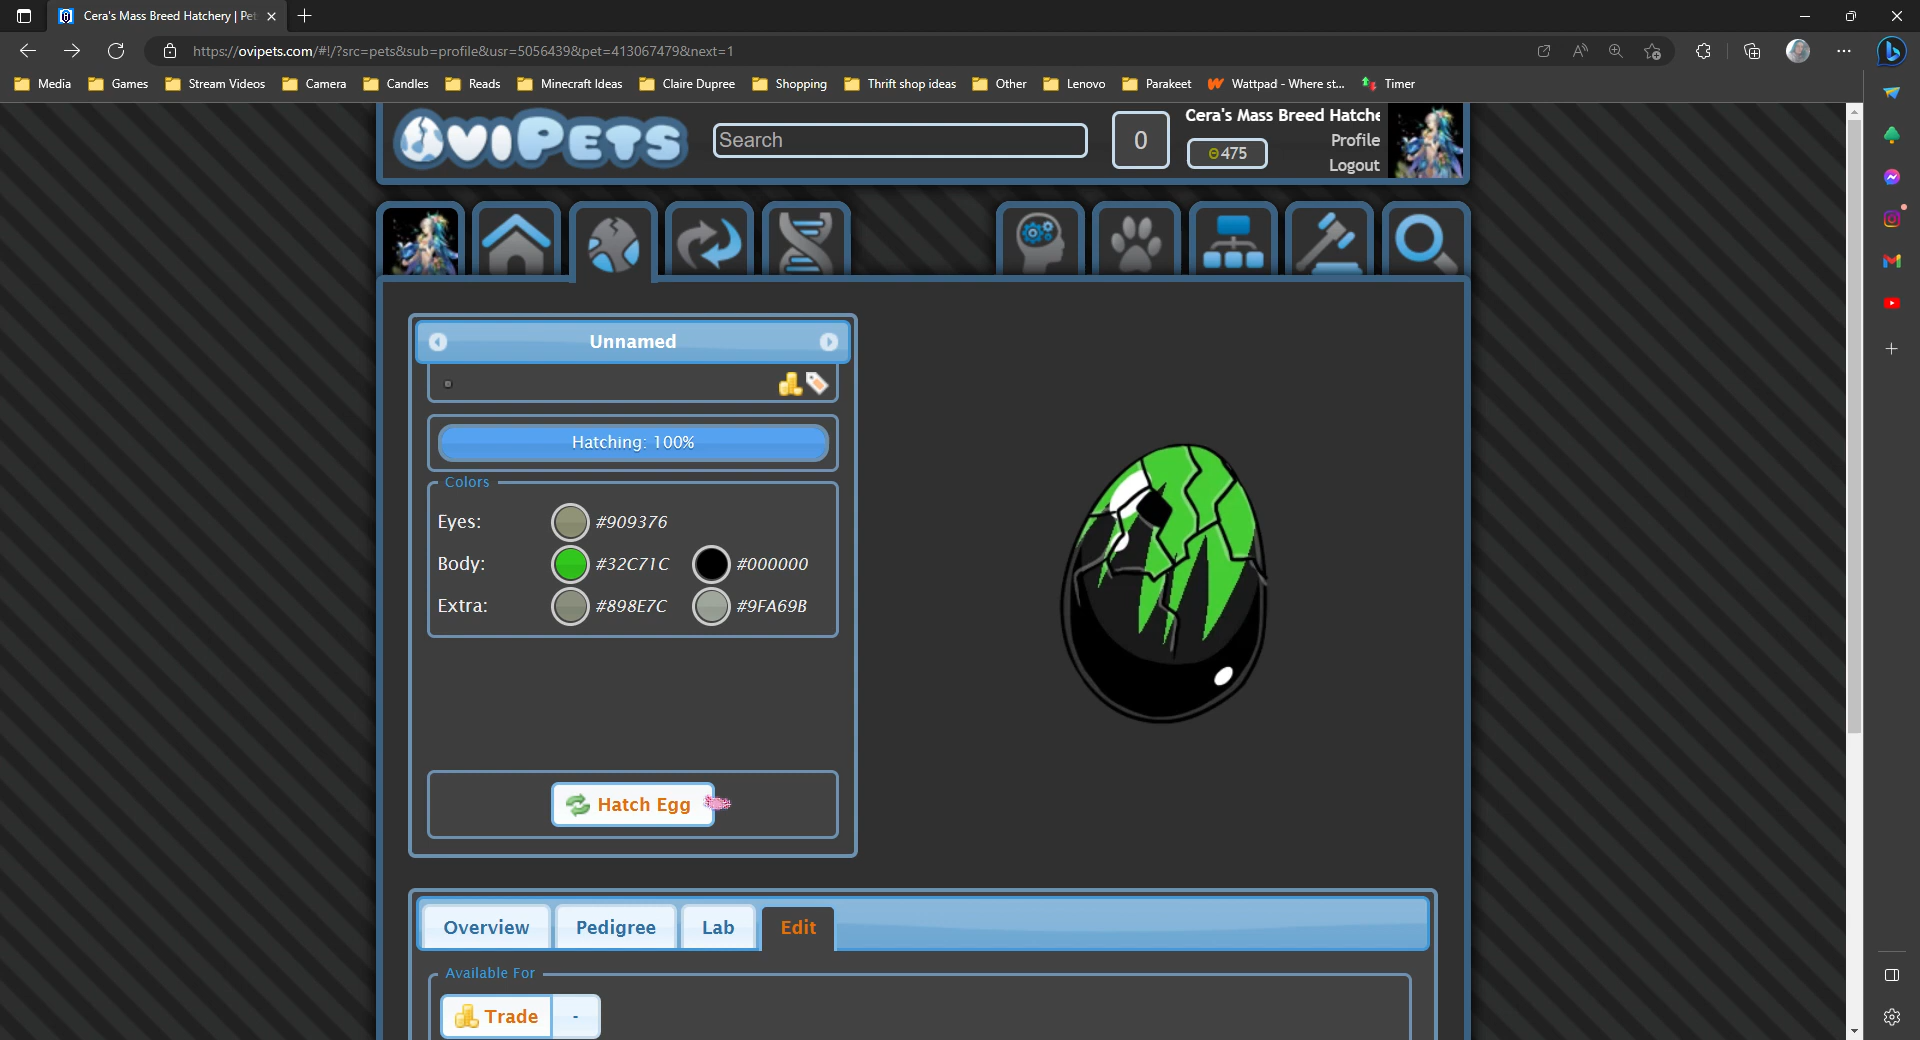 Cera's Mass Breed Hatchery | Pet
https://ovipets.com/#!/?src=pets&sub=profile&usr=5056439&pet=413067479&next=1
Media Games Stream Videos Camera Candles Reads Minecraft Ideas Claire Dupree Shopping Thrift shop ideas Other Lenovo Parakeet Wattpad - Where st... Timer
OviPets
Search
0
Cera's Mass Breed Hatche
475
Profile
Logout
Unnamed
Hatching: 100%
Colors
Eyes: #909376
Body: #32C71C #000000
Extra: #898E7C #9FA69B
Hatch Egg
Overview Pedigree Lab Edit
Available For
Trade -